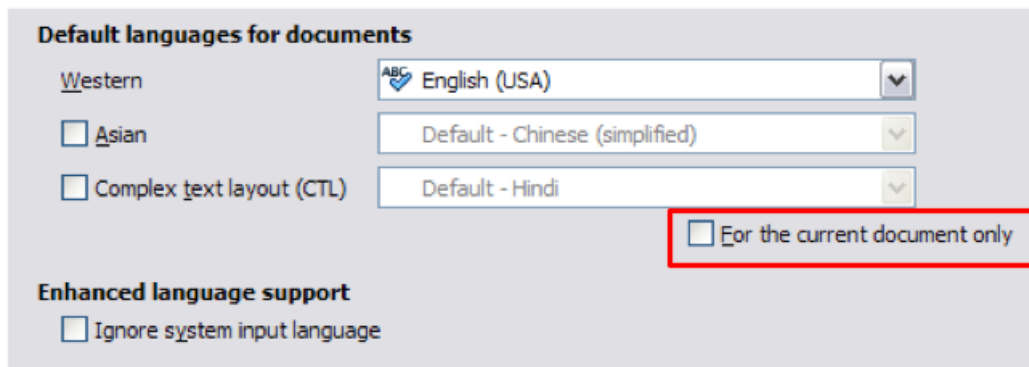 Default languages for documents
Western ABC English (USA)
Asian Default - Chinese (simplified)
Complex text layout (CTL) Default - Hindi
For the current document only
Enhanced language support
Ignore system input language